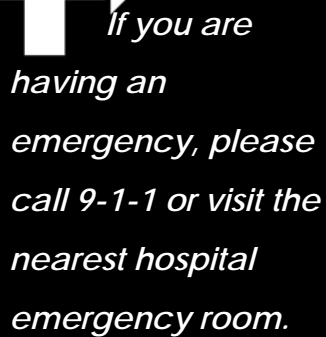 If you are
having an
emergency, please
call 9-1-1 or visit the
nearest hospital
emergency room.